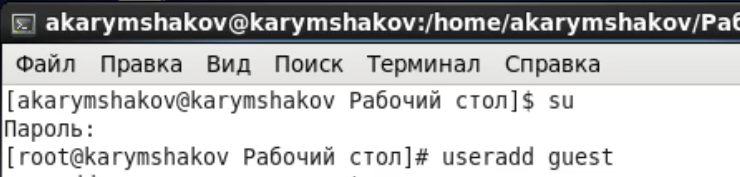 akarymshakov@karymshakov:/home/akarymshakov/Раб
Файл Правка Вид Поиск Терминал Справка
[akarymshakov@karymshakov Рабочий стол]$ su
Пароль:
[root@karymshakov Рабочий стол]# useradd guest